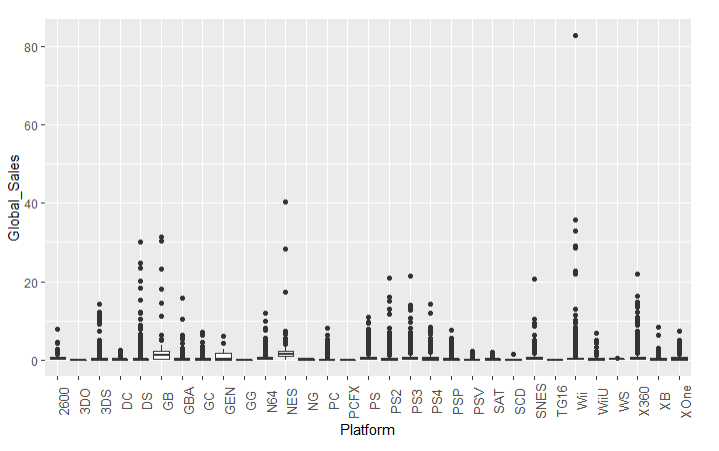 80
60
40
20
0
Global_Sales
2600
3DO
3DS
DC
DS
GB
GBA
GC
GEN
GG
N64
NES
NG
PC
PCFX
PS
PS2
PS3
PS4
PSP
PSV
SAT
SCD
SNES
TG16
Wii
WiiU
WS
X360
XB
XOne
Platform